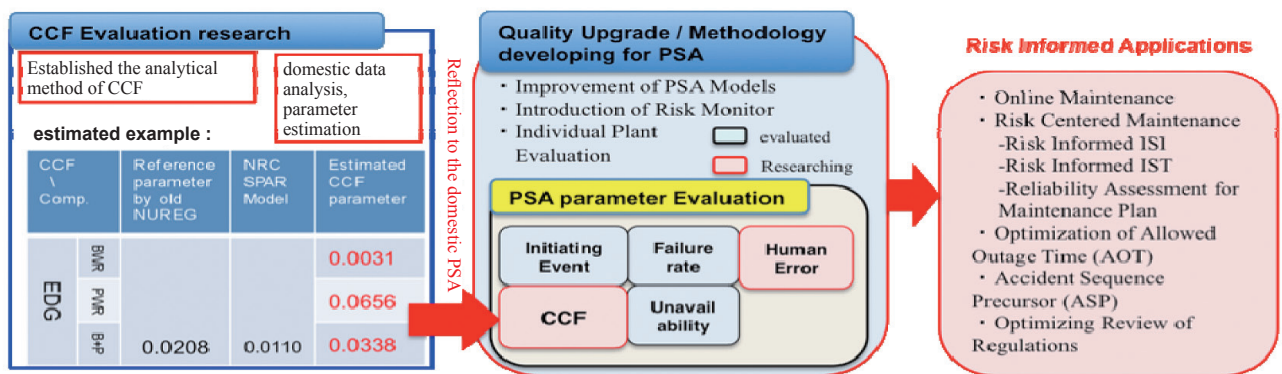 CCF Evaluation research
Established the analytical
method of CCF
domestic data
analysis,
parameter
estimation
estimated example :
CCF
\
Comp.
Reference
parameter
by old
NUREG
NRC
SPAR
Model
Estimated
CCF
parameter
EDG
BWR
0.0031
PWR
0.0656
B+P
0.0208
0.0110
0.0338
Reflection to the domestic PSA
Quality Upgrade / Methodology
developing for PSA
・ Improvement of PSA Models
・ Introduction of Risk Monitor
・ Individual Plant
Evaluation
evaluated
Researching
PSA parameter Evaluation
Initiating
Event
Failure
rate
Human
Error
CCF
Unavail
ability
Risk Informed Applications
・ Online Maintenance
・ Risk Centered Maintenance
-Risk Informed ISI
-Risk Informed IST
-Reliability Assessment for
Maintenance Plan
・ Optimization of Allowed
Outage Time (AOT)
・ Accident Sequence
Precursor (ASP)
・ Optimizing Review of
Regulations